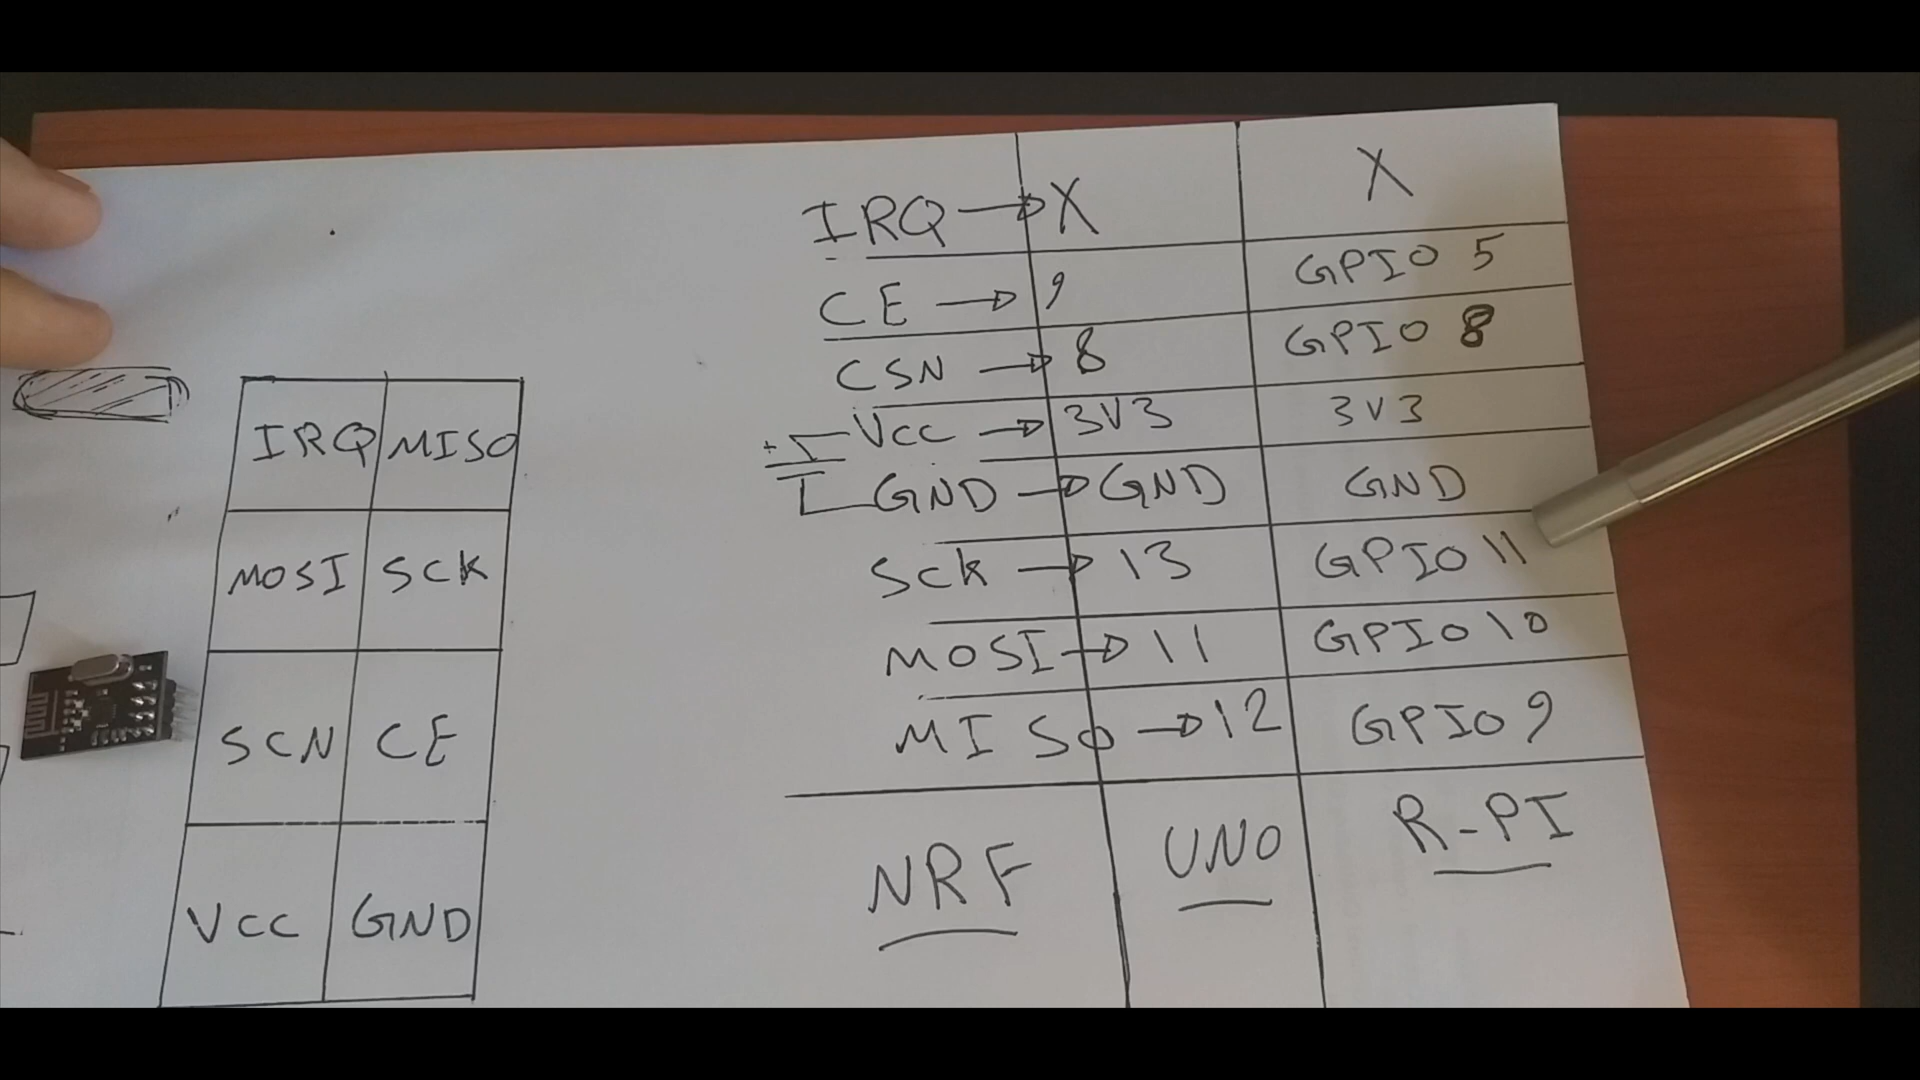 IRQ MISO
MOSI SCK
SCN CE
VCC GND
IRQ → X X
CE → 9 GPIO 5
CSN → 8 GPIO 8
+ VCC → 3V3 3V3
GND → GND GND
SCK → 13 GPIO 11
MOSI → 11 GPIO 10
MISO → 12 GPIO 9
NRF UNO R-PI